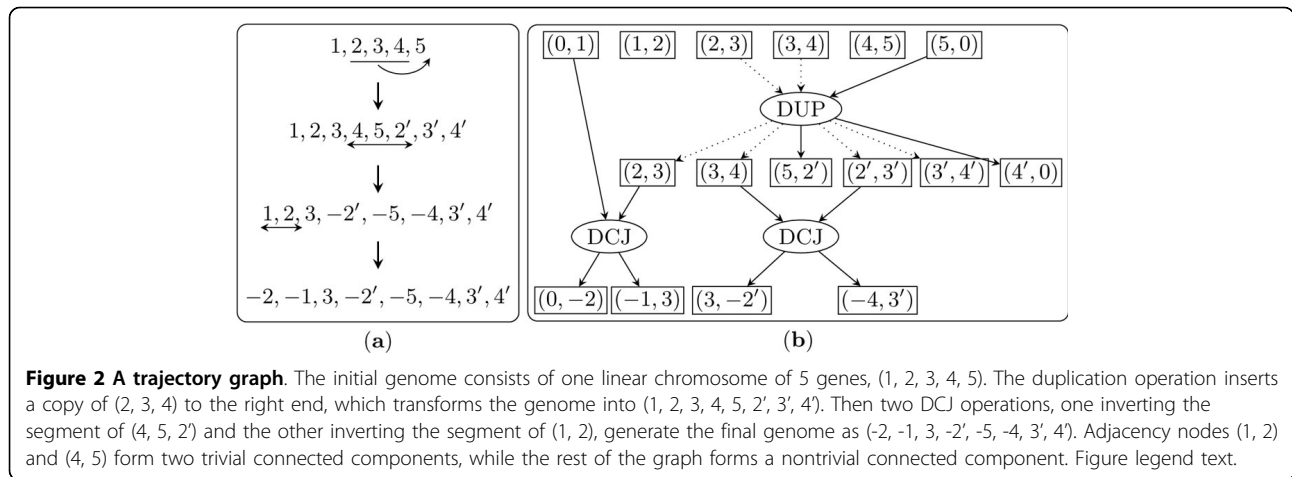 1, 2, 3, 4, 5
1, 2, 3, 4, 5, 2′, 3′, 4′
1, 2, 3, −2′, −5, −4, 3′, 4′
−2, −1, 3, −2′, −5, −4, 3′, 4′
(a)
(0, 1) (1, 2) (2, 3) (3, 4) (4, 5) (5, 0)
DUP
(2, 3) (3, 4) (5, 2′) (2′, 3′) (3′, 4′) (4′, 0)
DCJ DCJ
(0, −2) (−1, 3) (3, −2′) (−4, 3′)
(b)
Figure 2 A trajectory graph. The initial genome consists of one linear chromosome of 5 genes, (1, 2, 3, 4, 5). The duplication operation inserts
a copy of (2, 3, 4) to the right end, which transforms the genome into (1, 2, 3, 4, 5, 2′, 3′, 4′). Then two DCJ operations, one inverting the
segment of (4, 5, 2′) and the other inverting the segment of (1, 2), generate the final genome as (-2, -1, 3, -2′, -5, -4, 3′, 4′). Adjacency nodes (1, 2)
and (4, 5) form two trivial connected components, while the rest of the graph forms a nontrivial connected component. Figure legend text.